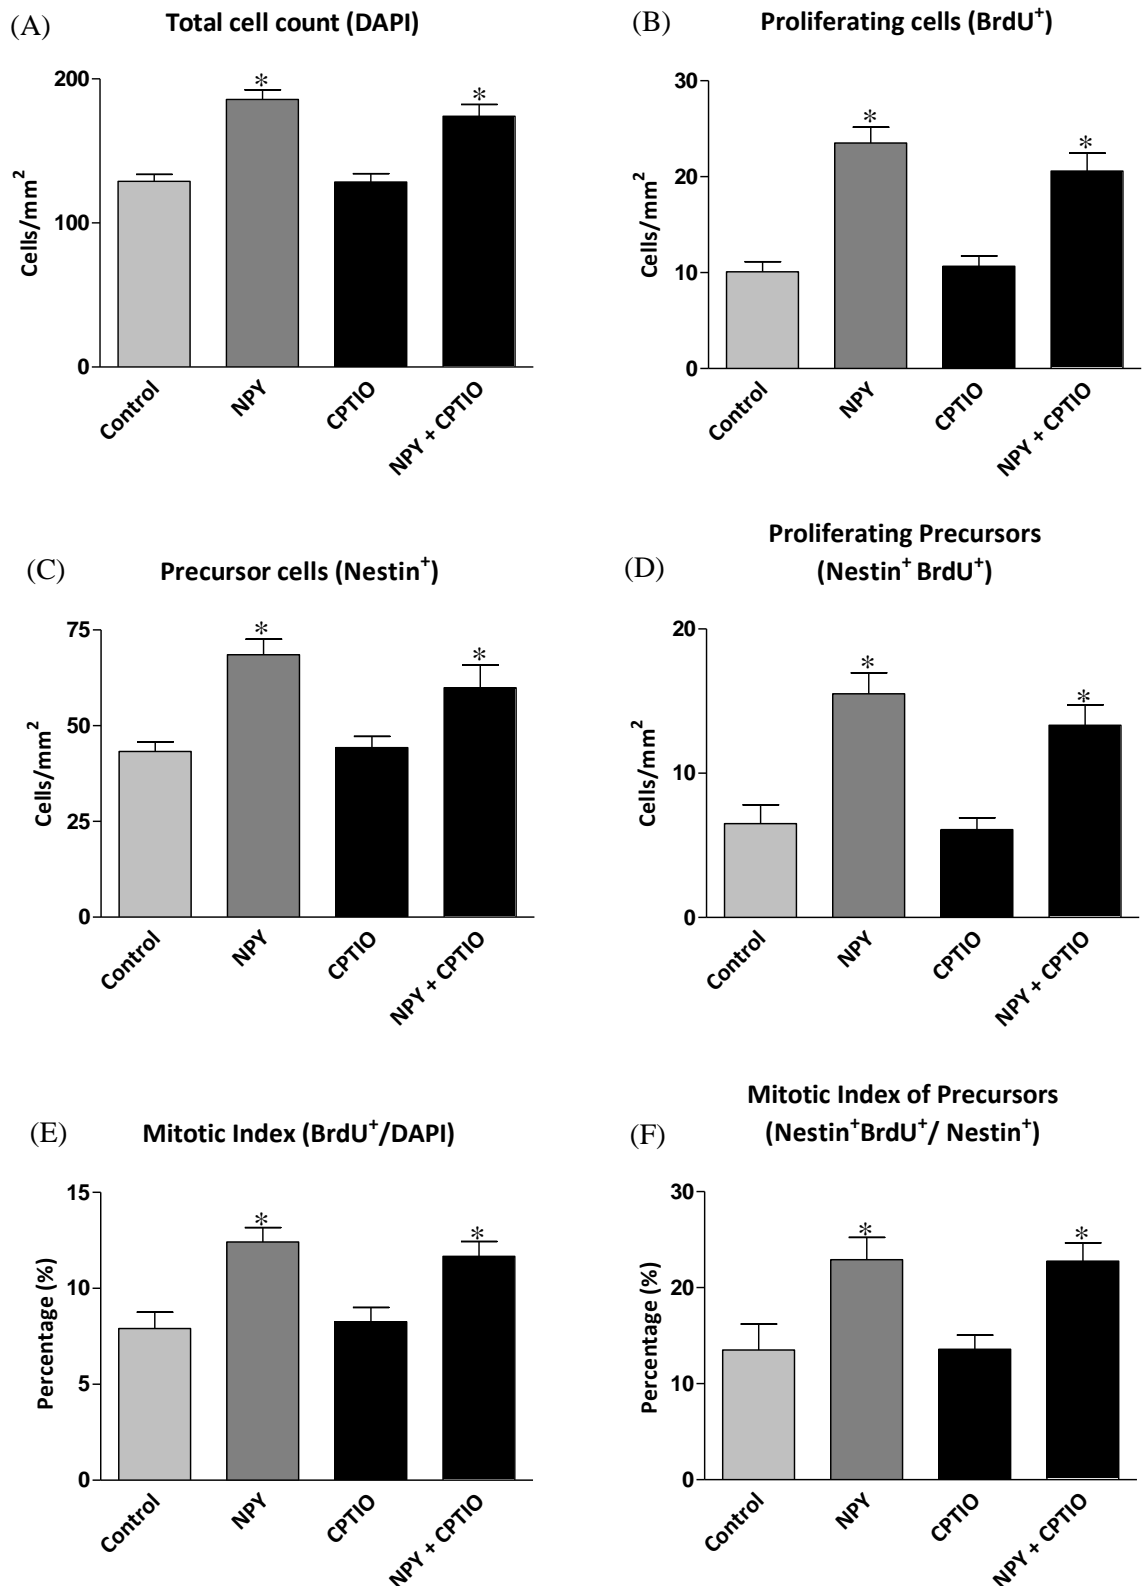 (A) Total cell count (DAPI)
200
100
0
Cells/mm²
*
*
Control
NPY
CPTIO
NPY + CPTIO
(B) Proliferating cells (BrdU⁺)
30
20
10
0
Cells/mm²
*
*
Control
NPY
CPTIO
NPY + CPTIO
(C) Precursor cells (Nestin⁺)
75
50
25
0
Cells/mm²
*
*
Control
NPY
CPTIO
NPY + CPTIO
(D) Proliferating Precursors
(Nestin⁺ BrdU⁺)
20
10
0
Cells/mm²
*
*
Control
NPY
CPTIO
NPY + CPTIO
(E) Mitotic Index (BrdU⁺/DAPI)
15
10
5
0
Percentage (%)
*
*
Control
NPY
CPTIO
NPY + CPTIO
(F) Mitotic Index of Precursors
(Nestin⁺BrdU⁺/ Nestin⁺)
30
20
10
0
Percentage (%)
*
*
Control
NPY
CPTIO
NPY + CPTIO